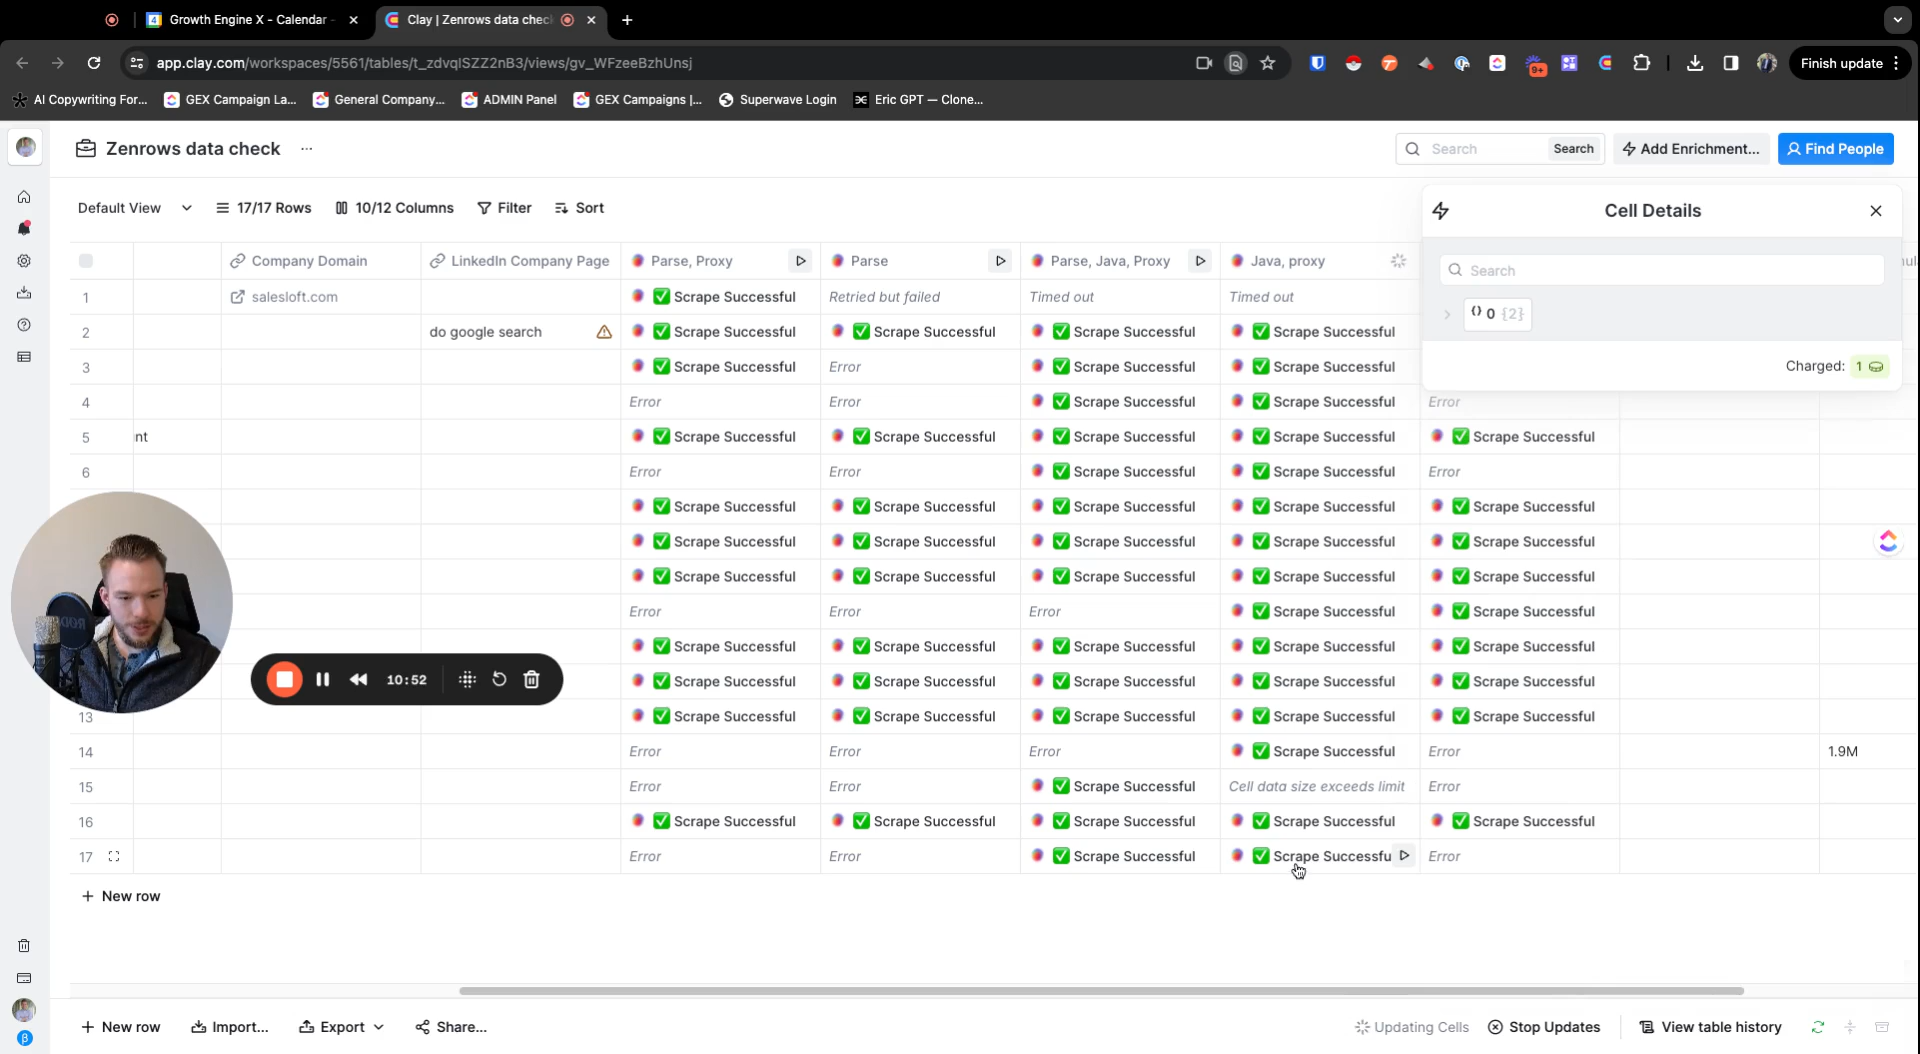 Growth Engine X - Calendar -
Clay | Zenrows data check
app.clay.com/workspaces/5561/tables/t_zdvqlSZZ2nB3/views/gv_WFzeeBzhUnsj
9+
Finish update
AI Copywriting For...
GEX Campaign La...
General Company...
ADMIN Panel
GEX Campaigns |...
Superwave Login
Eric GPT — Clone...
Zenrows data check
Search
Search
Add Enrichment...
Find People
Default View
17/17 Rows
10/12 Columns
Filter
Sort
Cell Details
Search
0 {2}
Charged: 1
Company Domain
LinkedIn Company Page
Parse, Proxy
Parse
Parse, Java, Proxy
Java, proxy
1 salesloft.com Scrape Successful Retried but failed Timed out Timed out
2 do google search Scrape Successful Scrape Successful Scrape Successful Scrape Successful
3 Scrape Successful Error Scrape Successful Scrape Successful
4 Error Error Scrape Successful Scrape Successful Error
5 nt Scrape Successful Scrape Successful Scrape Successful Scrape Successful Scrape Successful
6 Error Error Scrape Successful Scrape Successful Error
Scrape Successful Scrape Successful Scrape Successful Scrape Successful Scrape Successful
Scrape Successful Scrape Successful Scrape Successful Scrape Successful Scrape Successful
Scrape Successful Scrape Successful Scrape Successful Scrape Successful Scrape Successful
Error Error Error Scrape Successful Scrape Successful
Scrape Successful Scrape Successful Scrape Successful Scrape Successful Scrape Successful
10:52
Scrape Successful Scrape Successful Scrape Successful Scrape Successful Scrape Successful
13 Scrape Successful Scrape Successful Scrape Successful Scrape Successful Scrape Successful
14 Error Error Error Scrape Successful Error 1.9M
15 Error Error Scrape Successful Cell data size exceeds limit Error
16 Scrape Successful Scrape Successful Scrape Successful Scrape Successful Scrape Successful
17 Error Error Scrape Successful Scrape Successfu Error
+ New row
+ New row
Import...
Export
Share...
Updating Cells
Stop Updates
View table history